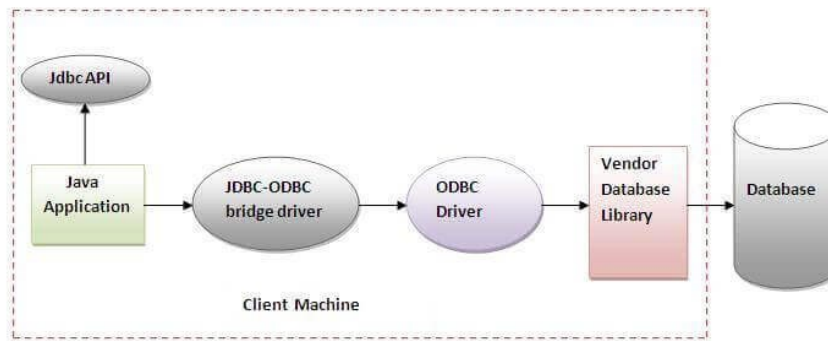 Jdbc API
Java
Application
JDBC-ODBC
bridge driver
ODBC
Driver
Vendor
Database
Library
Database
Client Machine